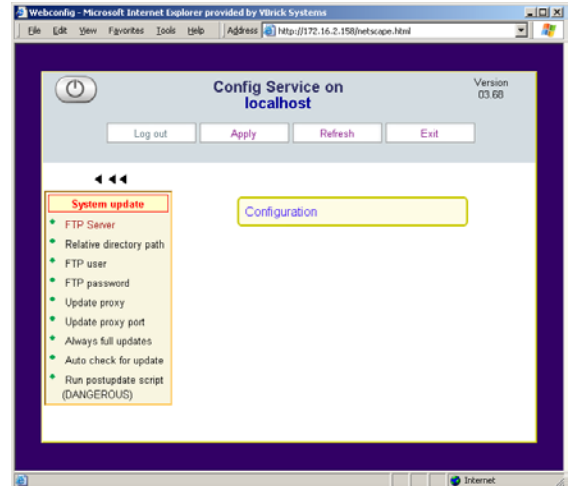 Webconfig - Microsoft Internet Explorer provided by VBrick Systems
File Edit View Favorites Tools Help Address http://172.16.2.158/netscape.html
Config Service on
localhost
Version
03.68
Log out Apply Refresh Exit
System update
FTP Server
Relative directory path
FTP user
FTP password
Update proxy
Update proxy port
Always full updates
Auto check for update
Run postupdate script
(DANGEROUS)
Configuration
Internet